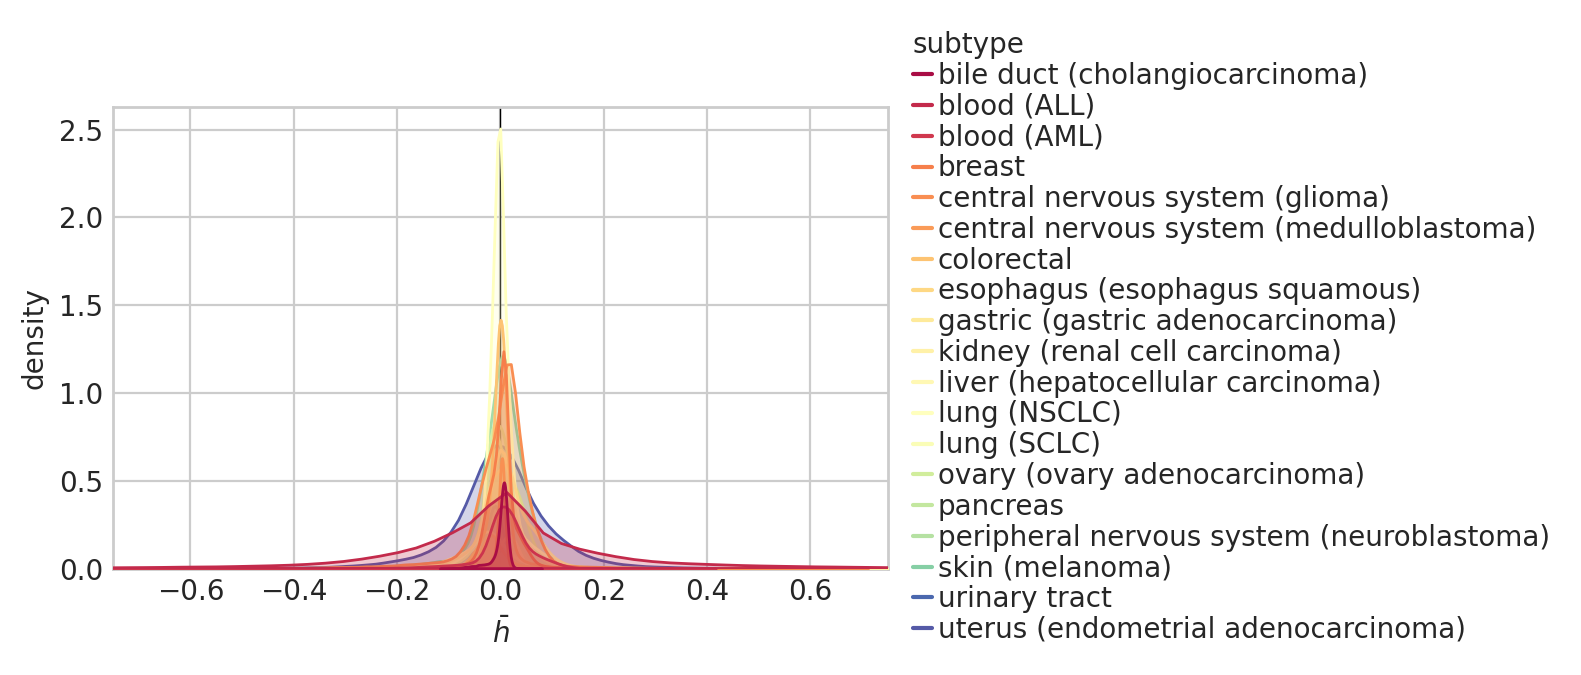 subtype
bile duct (cholangiocarcinoma)
blood (ALL)
blood (AML)
breast
central nervous system (glioma)
central nervous system (medulloblastoma)
colorectal
esophagus (esophagus squamous)
gastric (gastric adenocarcinoma)
kidney (renal cell carcinoma)
liver (hepatocellular carcinoma)
lung (NSCLC)
lung (SCLC)
ovary (ovary adenocarcinoma)
pancreas
peripheral nervous system (neuroblastoma)
skin (melanoma)
urinary tract
uterus (endometrial adenocarcinoma)
density
2.5
2.0
1.5
1.0
0.5
0.0
−0.6 −0.4 −0.2 0.0 0.2 0.4 0.6
h̄